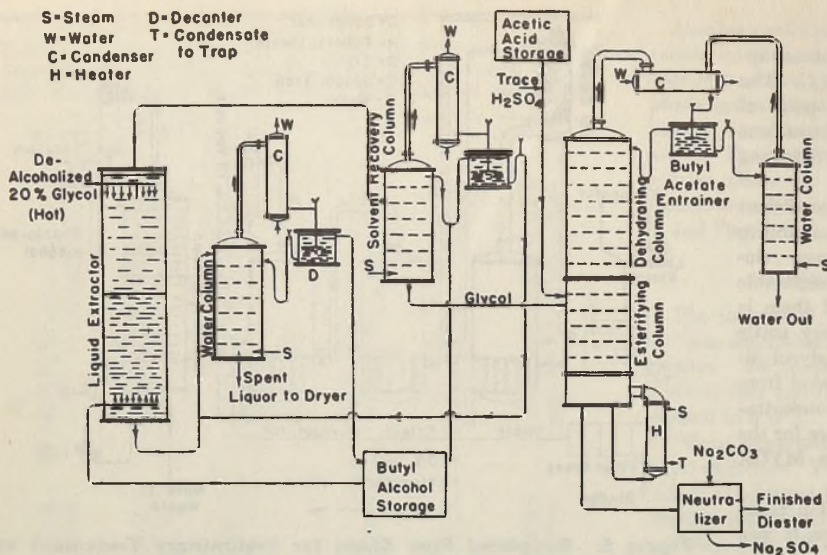 S=Steam
W=Water
C=Condenser
H=Heater
D=Decanter
T=Condensate
to Trap
De-
Alcoholized
20% Glycol
(Hot)
Liquid Extractor
W
C
Water Column
D
S
Spent
Liquor to Dryer
Butyl
Alcohol
Storage
W
C
Solvent Recovery
Column
S
Glycol
Acetic
Acid
Storage
Trace
H2SO4
W
C
Butyl
Acetate
Entrainer
Dehydrating
Column
Esterifying
Column
Water Column
S
Water Out
S
H
T
Na2CO3
Neutra-
lizer
Finished
Diester
Na2SO4